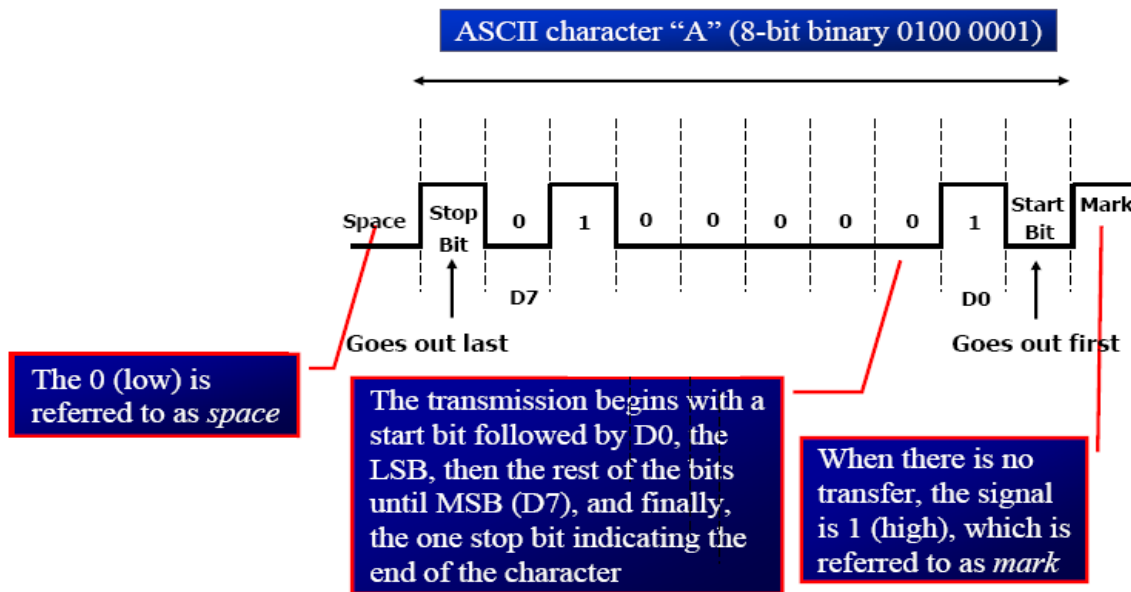 ASCII character “A” (8-bit binary 0100 0001)
Space
Stop
Bit
0
1
0
0
0
0
0
1
Start
Bit
Mark
D7
D0
Goes out last
Goes out first
The 0 (low) is
referred to as space
The transmission begins with a
start bit followed by D0, the
LSB, then the rest of the bits
until MSB (D7), and finally,
the one stop bit indicating the
end of the character
When there is no
transfer, the signal
is 1 (high), which is
referred to as mark